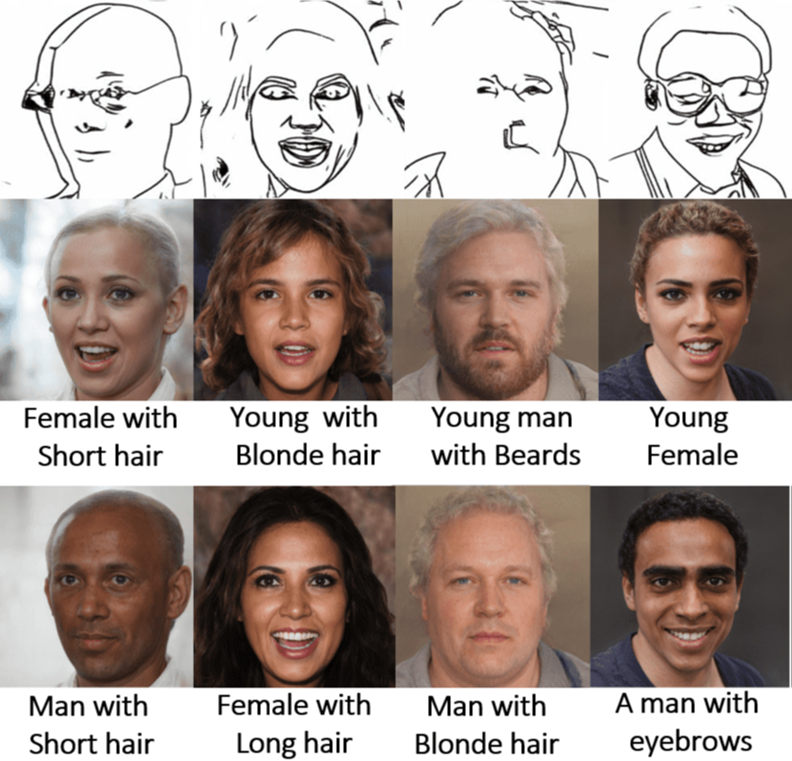 Female with
Short hair
Young with
Blonde hair
Young man
with Beards
Young
Female
Man with
Short hair
Female with
Long hair
Man with
Blonde hair
A man with
eyebrows